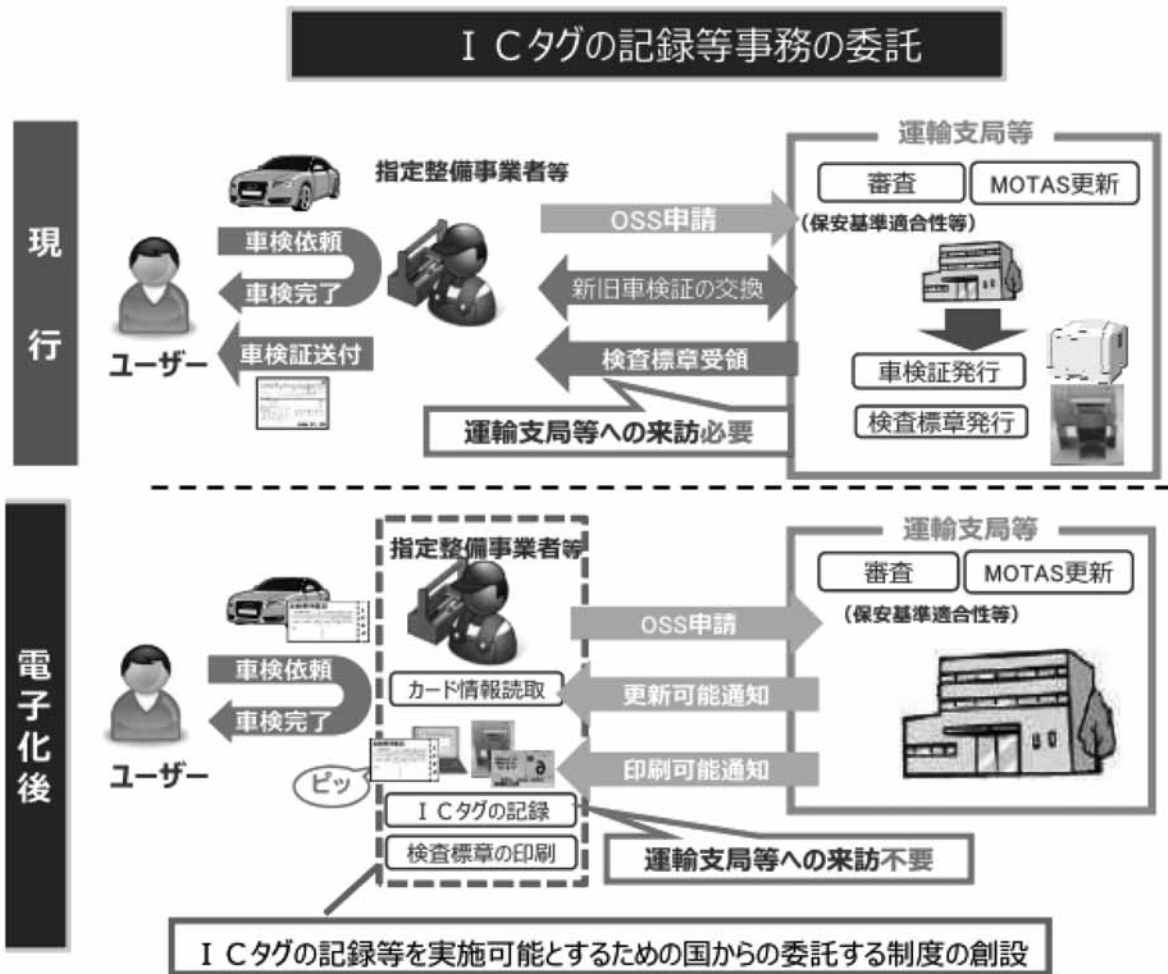 ＩＣタグの記録等事務の委託
現行
運輸支局等
指定整備事業者等
審査
MOTAS更新
(保安基準適合性等)
OSS申請
車検依頼
車検完了
新旧車検証の交換
ユーザー
車検証送付
検査標章受領
車検証発行
検査標章発行
運輸支局等への来訪必要
電子化後
運輸支局等
指定整備事業者等
審査
MOTAS更新
(保安基準適合性等)
OSS申請
車検依頼
車検完了
カード情報読取
更新可能通知
ユーザー
ピッ
印刷可能通知
ＩＣタグの記録
検査標章の印刷
運輸支局等への来訪不要
ＩＣタグの記録等を実施可能とするための国からの委託する制度の創設